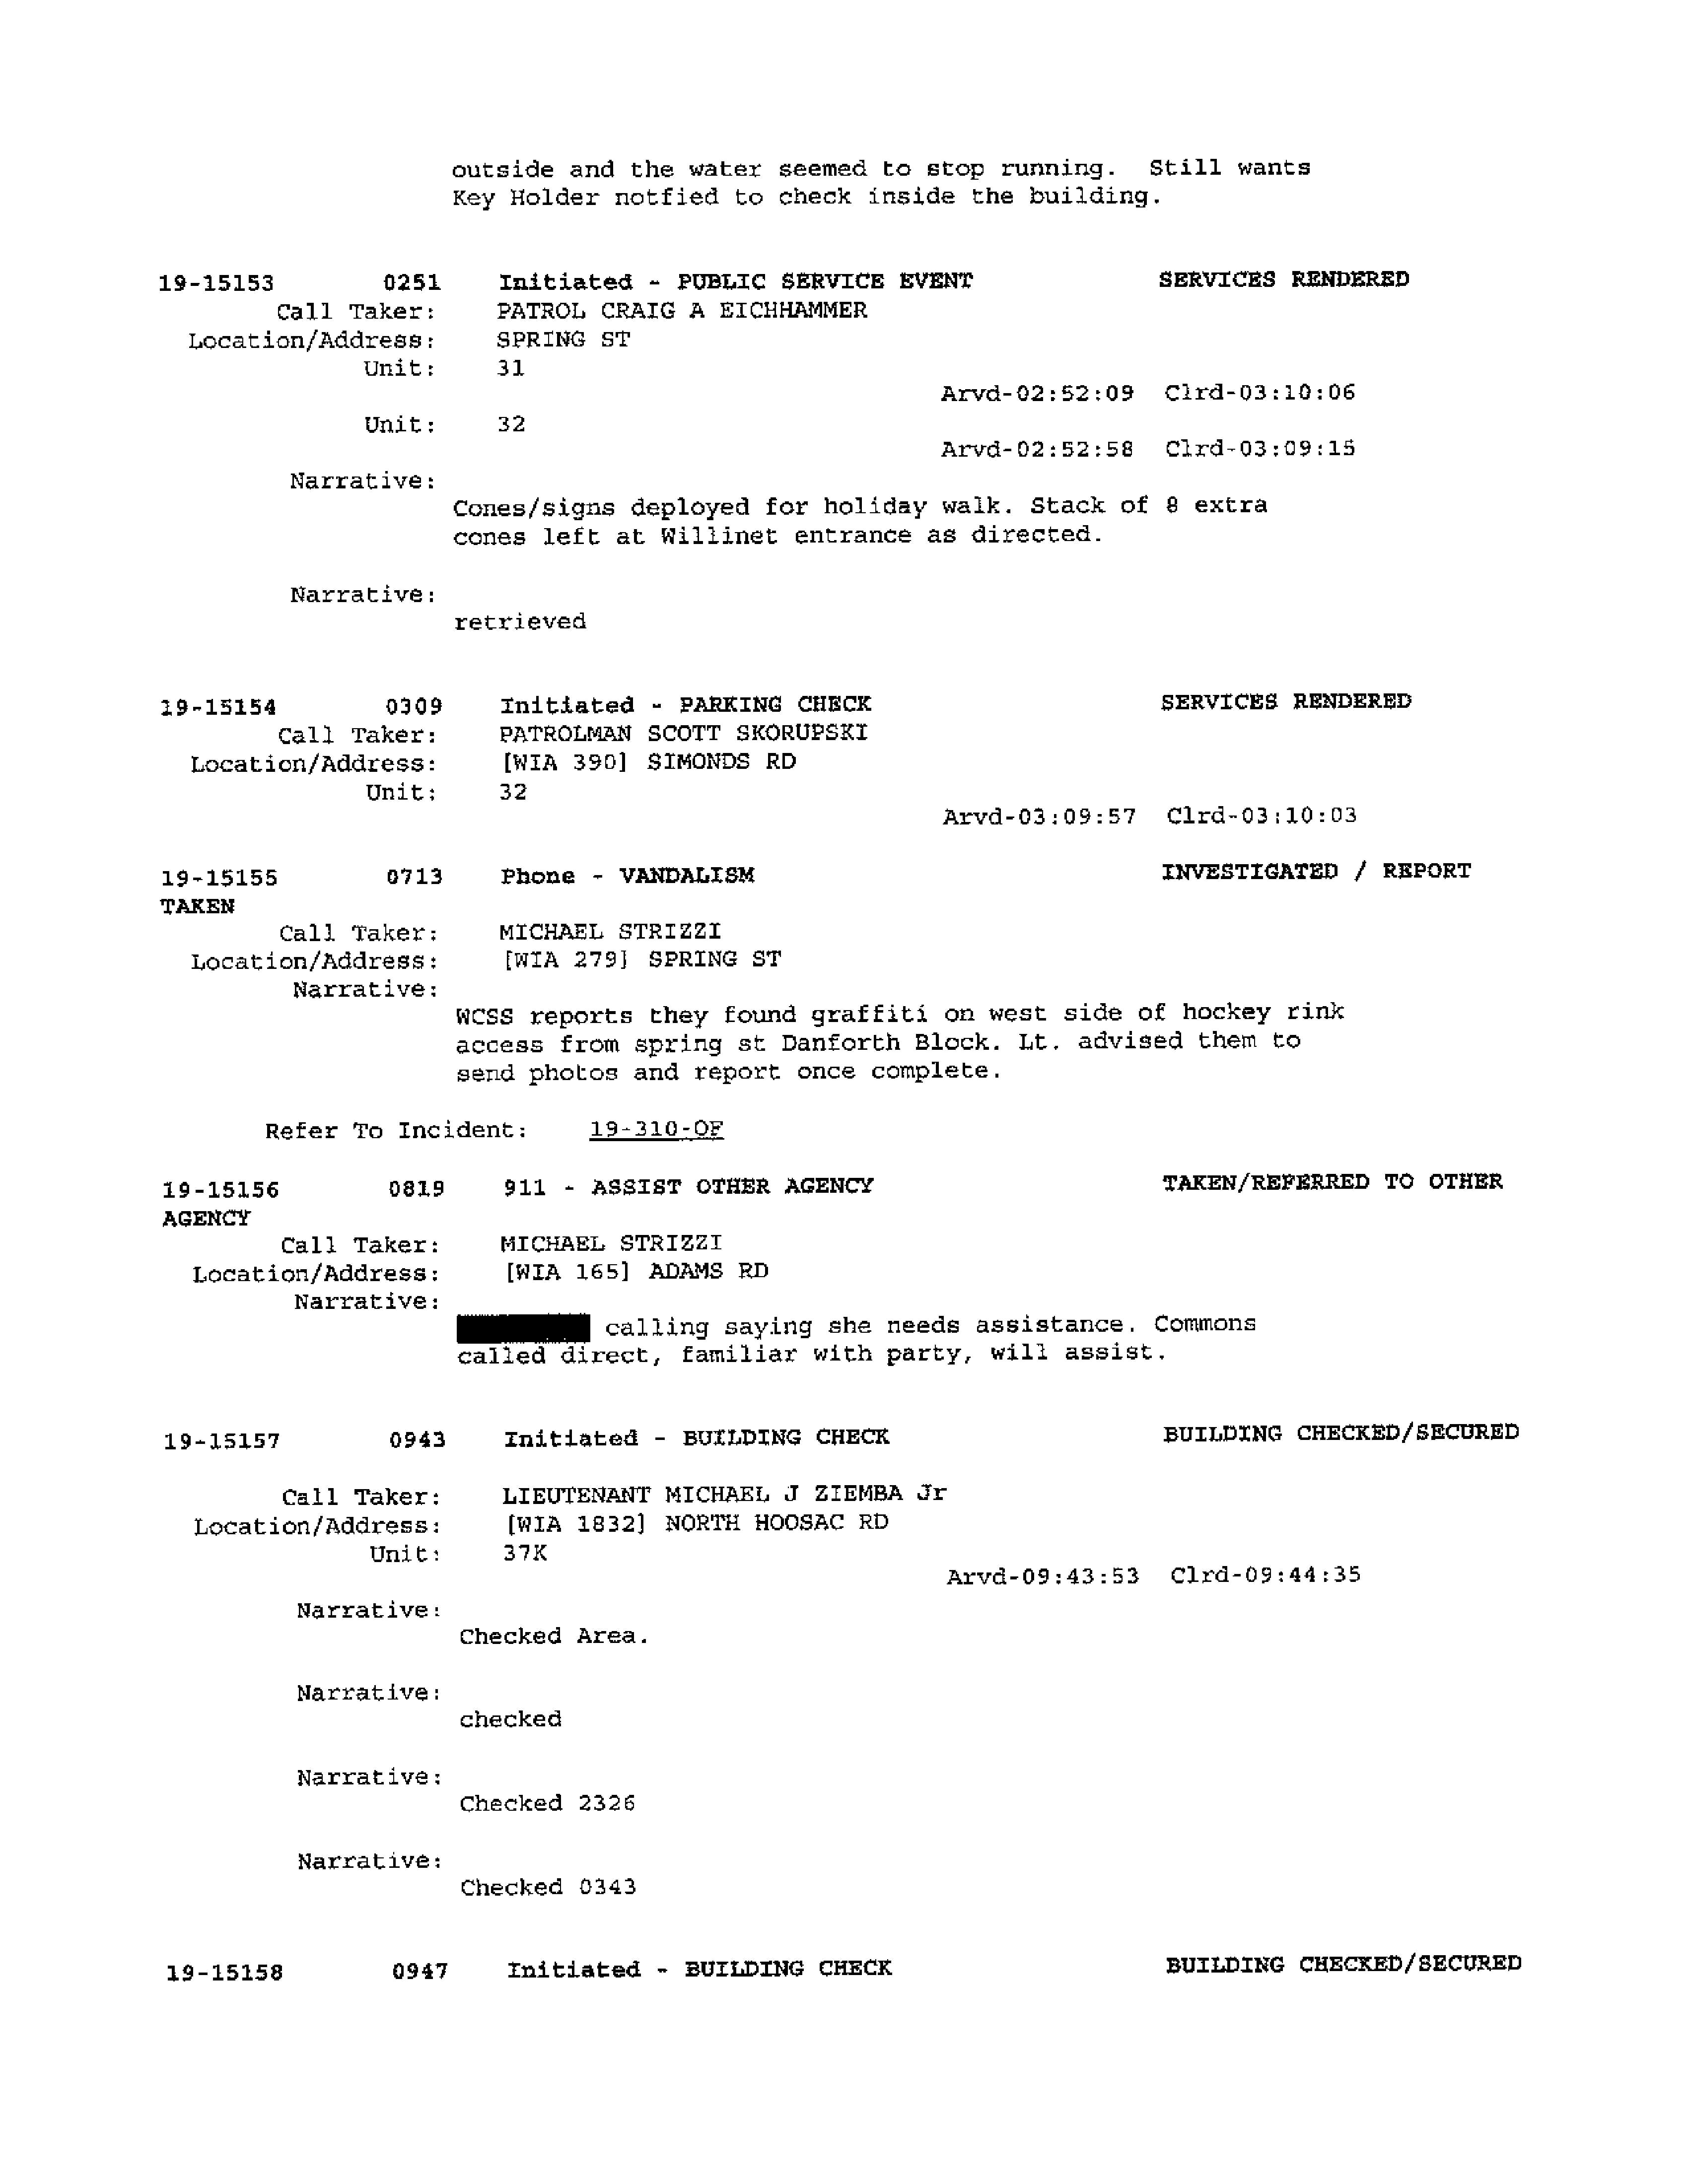 outside and the water seemed to stop running.  Still wants
Key Holder notfied to check inside the building.
19-15153 0251 Initiated - PUBLIC SERVICE EVENT SERVICES RENDERED
Call Taker: PATROL CRAIG A EICHHAMMER
Location/Address: SPRING ST
Unit: 31
Arvd-02:52:09 Clrd-03:10:06
Unit: 32
Arvd-02:52:58 Clrd-03:09:15
Narrative:
Cones/signs deployed for holiday walk. Stack of 8 extra
cones left at Willinet entrance as directed.
Narrative:
retrieved
19-15154 0309 Initiated - PARKING CHECK SERVICES RENDERED
Call Taker: PATROLMAN SCOTT SKORUPSKI
Location/Address: [WIA 390] SIMONDS RD
Unit: 32
Arvd-03:09:57 Clrd-03:10:03
19-15155 0713 Phone - VANDALISM INVESTIGATED / REPORT
TAKEN
Call Taker: MICHAEL STRIZZI
Location/Address: [WIA 279] SPRING ST
Narrative:
WCSS reports they found graffiti on west side of hockey rink
access from spring st Danforth Block. Lt. advised them to
send photos and report once complete.
Refer To Incident: 19-310-OF
19-15156 0819 911 - ASSIST OTHER AGENCY TAKEN/REFERRED TO OTHER
AGENCY
Call Taker: MICHAEL STRIZZI
Location/Address: [WIA 165] ADAMS RD
Narrative:
calling saying she needs assistance. Commons
called direct, familiar with party, will assist.
19-15157 0943 Initiated - BUILDING CHECK BUILDING CHECKED/SECURED
Call Taker: LIEUTENANT MICHAEL J ZIEMBA Jr
Location/Address: [WIA 1832] NORTH HOOSAC RD
Unit: 37K
Arvd-09:43:53 Clrd-09:44:35
Narrative:
Checked Area.
Narrative:
checked
Narrative:
Checked 2326
Narrative:
Checked 0343
19-15158 0947 Initiated - BUILDING CHECK BUILDING CHECKED/SECURED